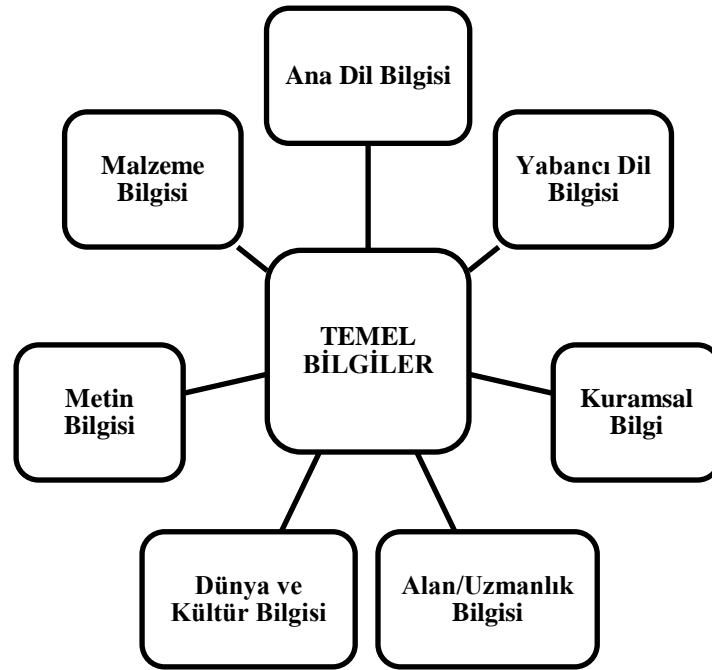 Ana Dil Bilgisi
Yabancı Dil
Bilgisi
Kuramsal
Bilgi
Alan/Uzmanlık
Bilgisi
Dünya ve
Kültür Bilgisi
Metin
Bilgisi
Malzeme
Bilgisi
TEMEL
BİLGİLER